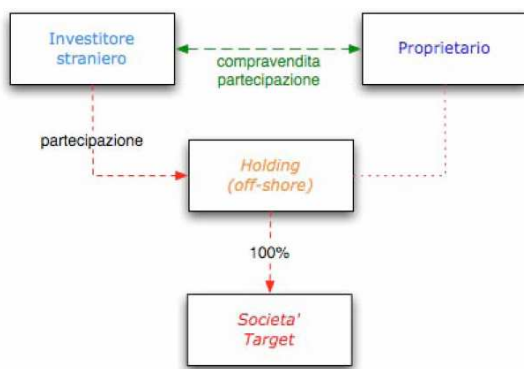 Investitore
straniero
Proprietario
compravendita
partecipazione
partecipazione
Holding
(off-shore)
100%
Societa'
Target